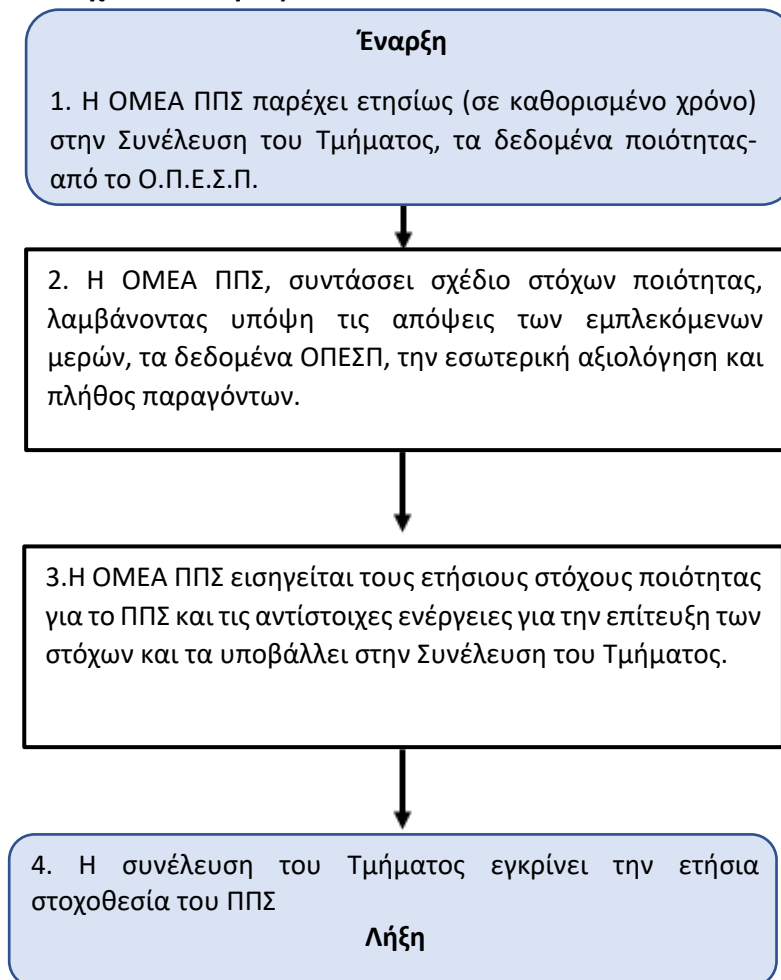 Έναρξη
1. Η ΟΜΕΑ ΠΠΣ παρέχει ετησίως (σε καθορισμένο χρόνο)
στην Συνέλευση του Τμήματος, τα δεδομένα ποιότητας-
από το Ο.Π.Ε.Σ.Π.
2. Η ΟΜΕΑ ΠΠΣ, συντάσσει σχέδιο στόχων ποιότητας,
λαμβάνοντας υπόψη τις απόψεις των εμπλεκόμενων
μερών, τα δεδομένα ΟΠΕΣΠ, την εσωτερική αξιολόγηση και
πλήθος παραγόντων.
3.Η ΟΜΕΑ ΠΠΣ εισηγείται τους ετήσιους στόχους ποιότητας
για το ΠΠΣ και τις αντίστοιχες ενέργειες για την επίτευξη των
στόχων και τα υποβάλλει στην Συνέλευση του Τμήματος.
4. Η συνέλευση του Τμήματος εγκρίνει την ετήσια
στοχοθεσία του ΠΠΣ
Λήξη